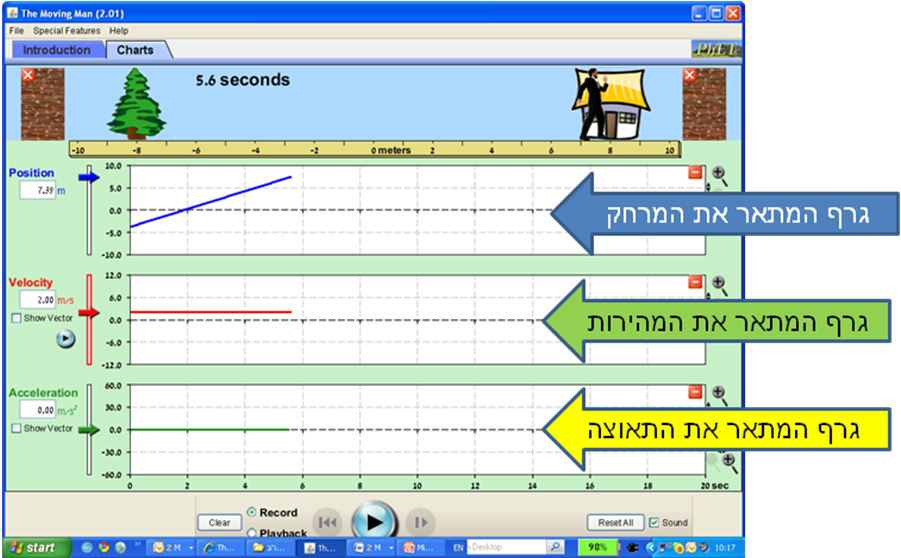 The Moving Man (2.01)
File Special Features Help
Introduction Charts
PhET
5.6 seconds
-10 -8 -6 -4 -2 0 meters 2 4 6 8 10
Position
7.39 m
10.0
5.0
0.0
-5.0
-10.0
גרף המתאר את המרחק
Velocity
2.00 m/s
Show Vector
12.0
6.0
0.0
-6.0
-12.0
גרף המתאר את המהירות
Acceleration
0.00 m/s²
Show Vector
60.0
30.0
0.0
-30.0
-60.0
גרף המתאר את התאוצה
0 2 4 6 8 10 12 14 16 18 20 sec
Clear
Record
Playback
Reset All
Sound
start
2 M
Th...
Th...
2 M
Mi...
EN
Desktop
98%
10:17